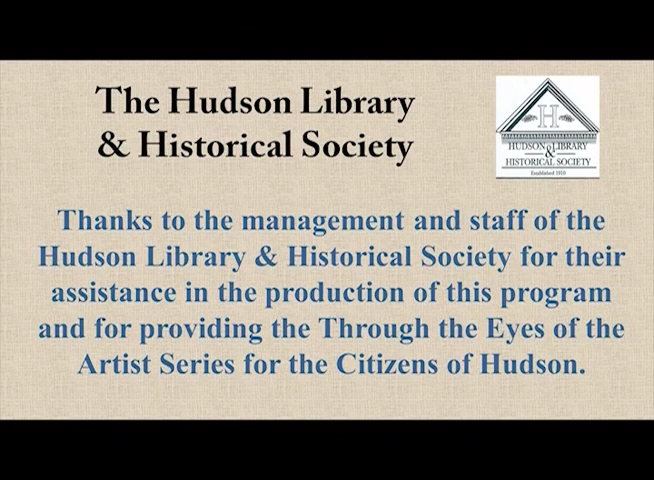 The Hudson Library
& Historical Society
H
HUDSON LIBRARY
&
HISTORICAL SOCIETY
Established 1910
Thanks to the management and staff of the
Hudson Library & Historical Society for their
assistance in the production of this program
and for providing the Through the Eyes of the
Artist Series for the Citizens of Hudson.